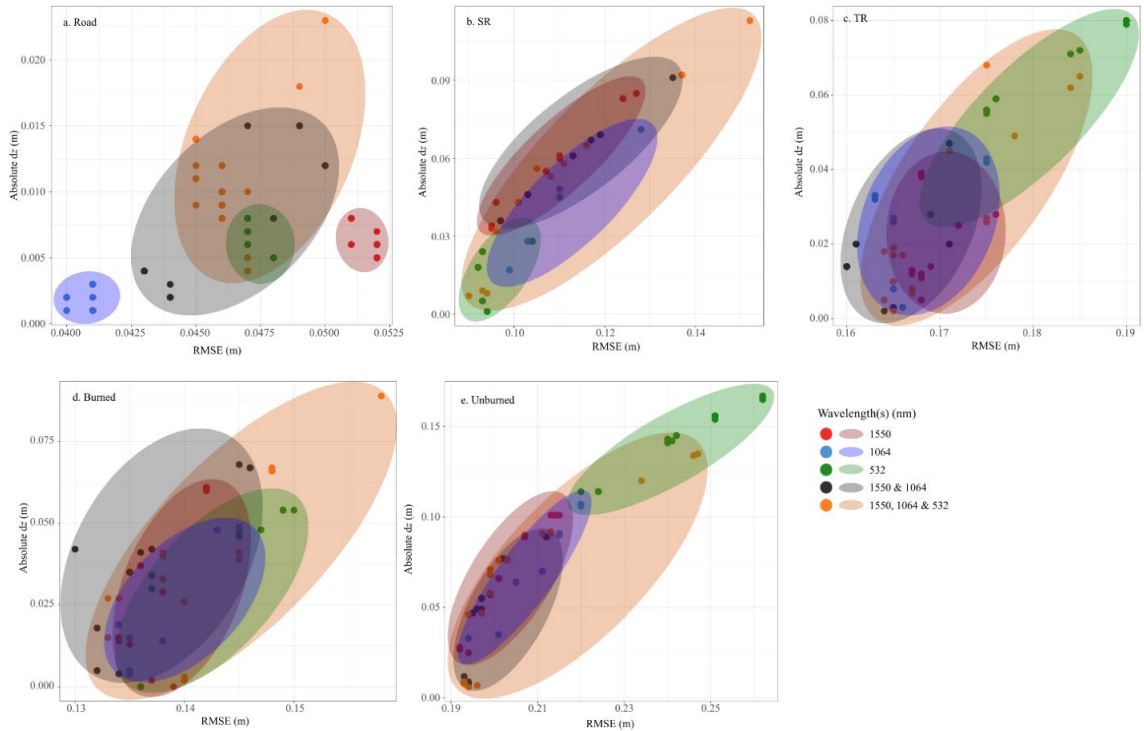 a. Road
0.020
0.015
0.010
0.005
0.000
Absolute dz (m)
0.0400
0.0425
0.0450
0.0475
0.0500
0.0525
RMSE (m)
b. SR
0.09
0.06
0.03
0.00
Absolute dz (m)
0.10
0.12
0.14
RMSE (m)
c. TR
0.08
0.06
0.04
0.02
0.00
Absolute dz (m)
0.16
0.17
0.18
0.19
RMSE (m)
d. Burned
0.075
0.050
0.025
0.000
Absolute dz (m)
0.13
0.14
0.15
RMSE (m)
e. Unburned
0.15
0.10
0.05
0.00
Absolute dz (m)
0.19
0.21
0.23
0.25
RMSE (m)
Wavelength(s) (nm)
1550
1064
532
1550 & 1064
1550, 1064 & 532